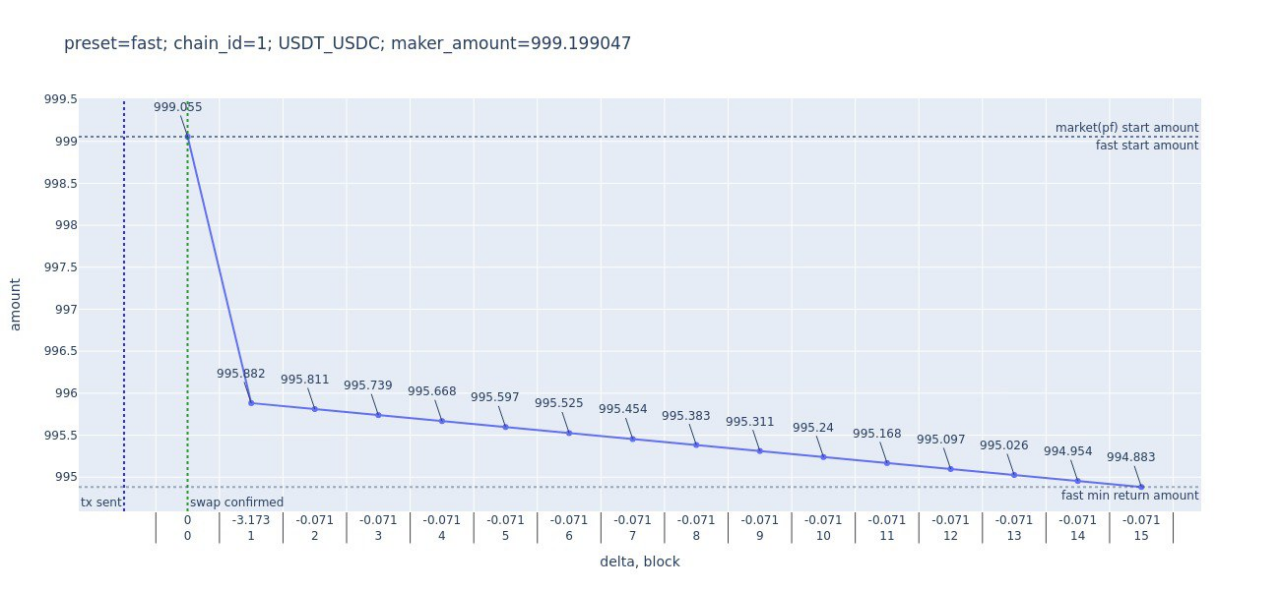 preset=fast; chain_id=1; USDT_USDC; maker_amount=999.199047
999.5
999
998.5
998
997.5
997
996.5
996
995.5
995
amount
999.055
market(pf) start amount
fast start amount
995.882
995.811
995.739
995.668
995.597
995.525
995.454
995.383
995.311
995.24
995.168
995.097
995.026
994.954
994.883
fast min return amount
tx sent
swap confirmed
0 -3.173 -0.071 -0.071 -0.071 -0.071 -0.071 -0.071 -0.071 -0.071 -0.071 -0.071 -0.071 -0.071 -0.071 -0.071
0 1 2 3 4 5 6 7 8 9 10 11 12 13 14 15
delta, block